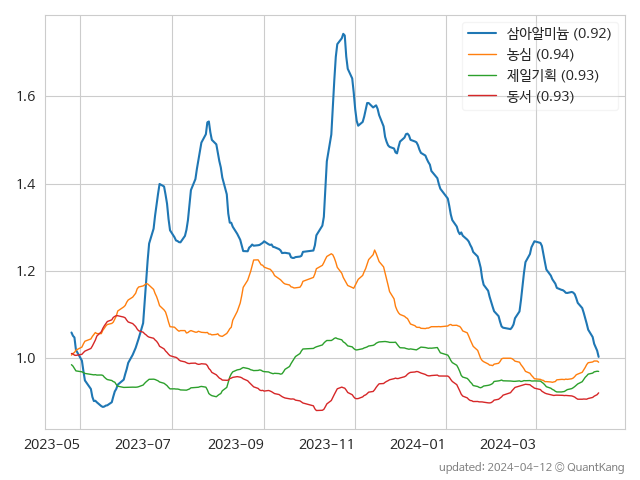 삼아알미늄 (0.92)
농심 (0.94)
제일기획 (0.93)
동서 (0.93)
1.6
1.4
1.2
1.0
2023-05 2023-07 2023-09 2023-11 2024-01 2024-03
updated: 2024-04-12 © QuantKang